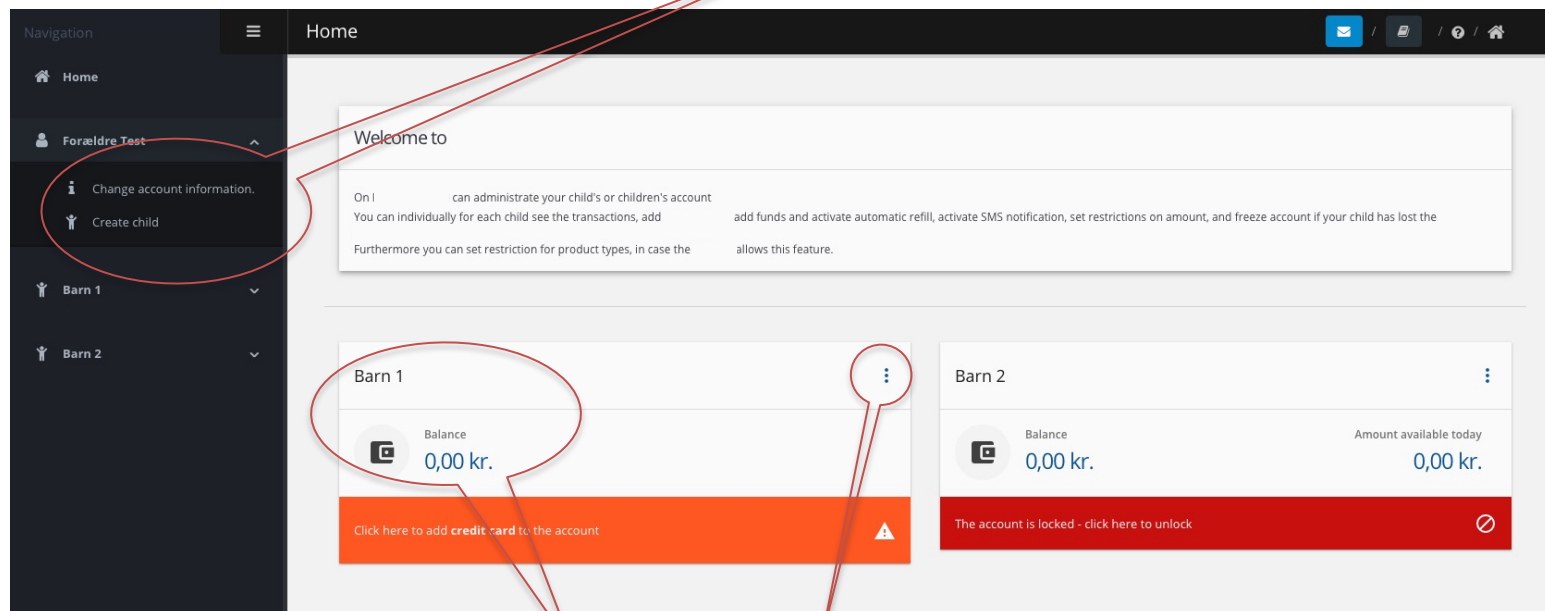 Navigation
Home
Home
Forældre Test
Change account information.
Create child
Barn 1
Barn 2
Welcome to
On can administrate your child's or children's account
You can individually for each child see the transactions, add add funds and activate automatic refill, activate SMS notification, set restrictions on amount, and freeze account if your child has lost the
Furthermore you can set restriction for product types, in case the allows this feature.
Barn 1
Balance
0,00 kr.
Click here to add credit card to the account
Barn 2
Balance
0,00 kr.
Amount available today
0,00 kr.
The account is locked - click here to unlock